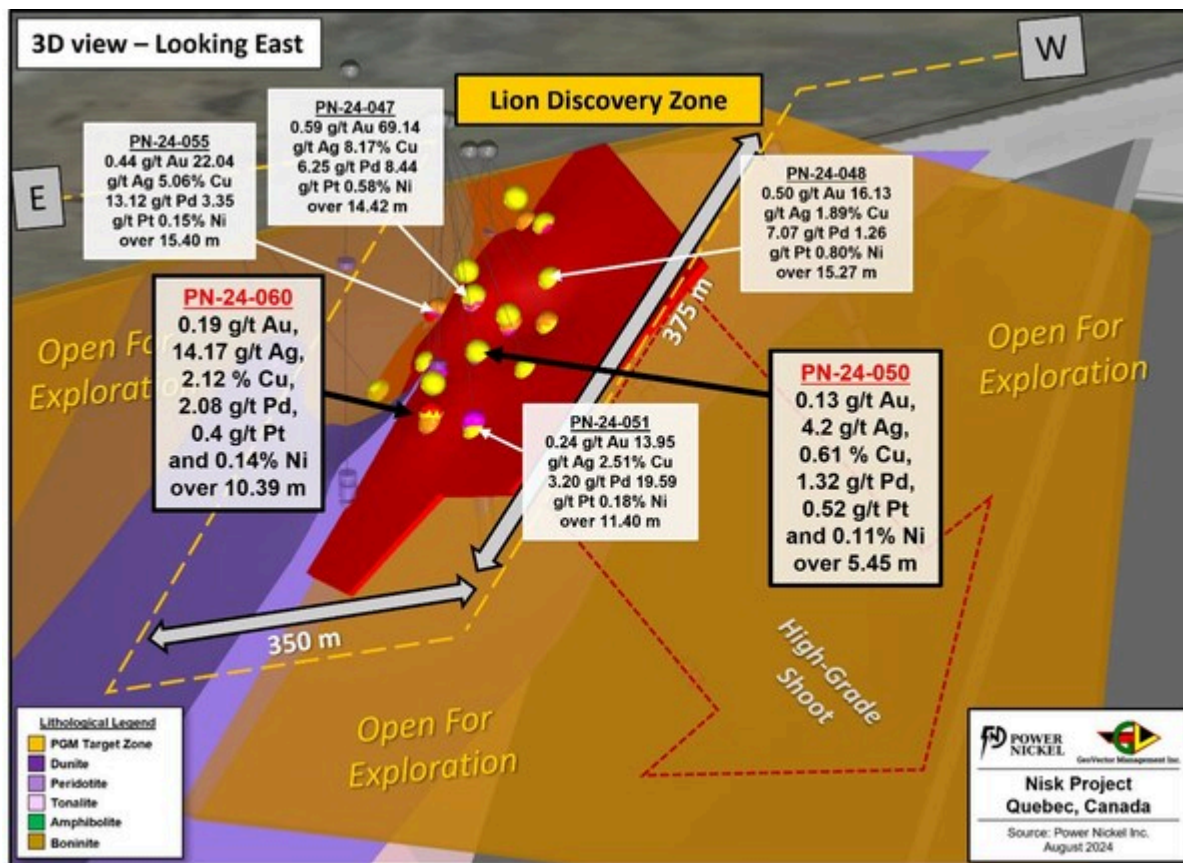 3D view – Looking East
W
Lion Discovery Zone
PN-24-047
0.59 g/t Au 69.14
g/t Ag 8.17% Cu
6.25 g/t Pd 8.44
g/t Pt 0.58% Ni
over 14.42 m
PN-24-055
0.44 g/t Au 22.04
g/t Ag 5.06% Cu
13.12 g/t Pd 3.35
g/t Pt 0.15% Ni
over 15.40 m
E
PN-24-048
0.50 g/t Au 16.13
g/t Ag 1.89% Cu
7.07 g/t Pd 1.26
g/t Pt 0.80% Ni
over 15.27 m
PN-24-060
0.19 g/t Au,
14.17 g/t Ag,
2.12 % Cu,
2.08 g/t Pd,
0.4 g/t Pt
and 0.14% Ni
over 10.39 m
Open For
Exploration
375 m
Open For
Exploration
PN-24-050
0.13 g/t Au,
4.2 g/t Ag,
0.61 % Cu,
1.32 g/t Pd,
0.52 g/t Pt
and 0.11% Ni
over 5.45 m
PN-24-051
0.24 g/t Au 13.95
g/t Ag 2.51% Cu
3.20 g/t Pd 19.59
g/t Pt 0.18% Ni
over 11.40 m
350 m
High-Grade
Shoot
Open For
Exploration
Lithological Legend
PGM Target Zone
Dunite
Peridotite
Tonalite
Amphibolite
Boninite
POWER
NICKEL
GeoVector Management Inc.
Nisk Project
Quebec, Canada
Source: Power Nickel Inc.
August 2024